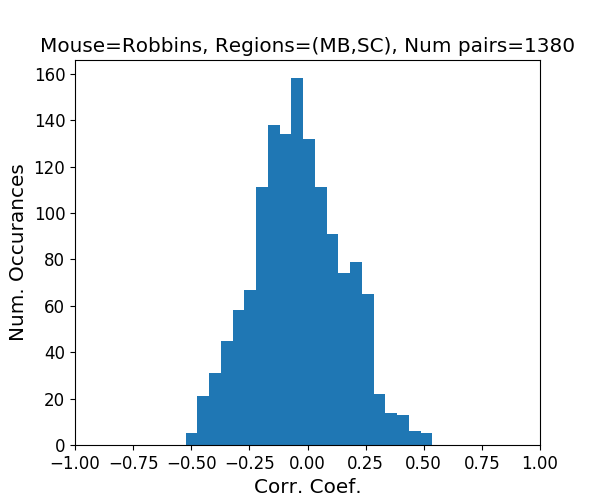 Mouse=Robbins, Regions=(MB,SC), Num pairs=1380
160
140
120
100
80
60
40
20
0
Num. Occurances
−1.00 −0.75 −0.50 −0.25 0.00 0.25 0.50 0.75 1.00
Corr. Coef.